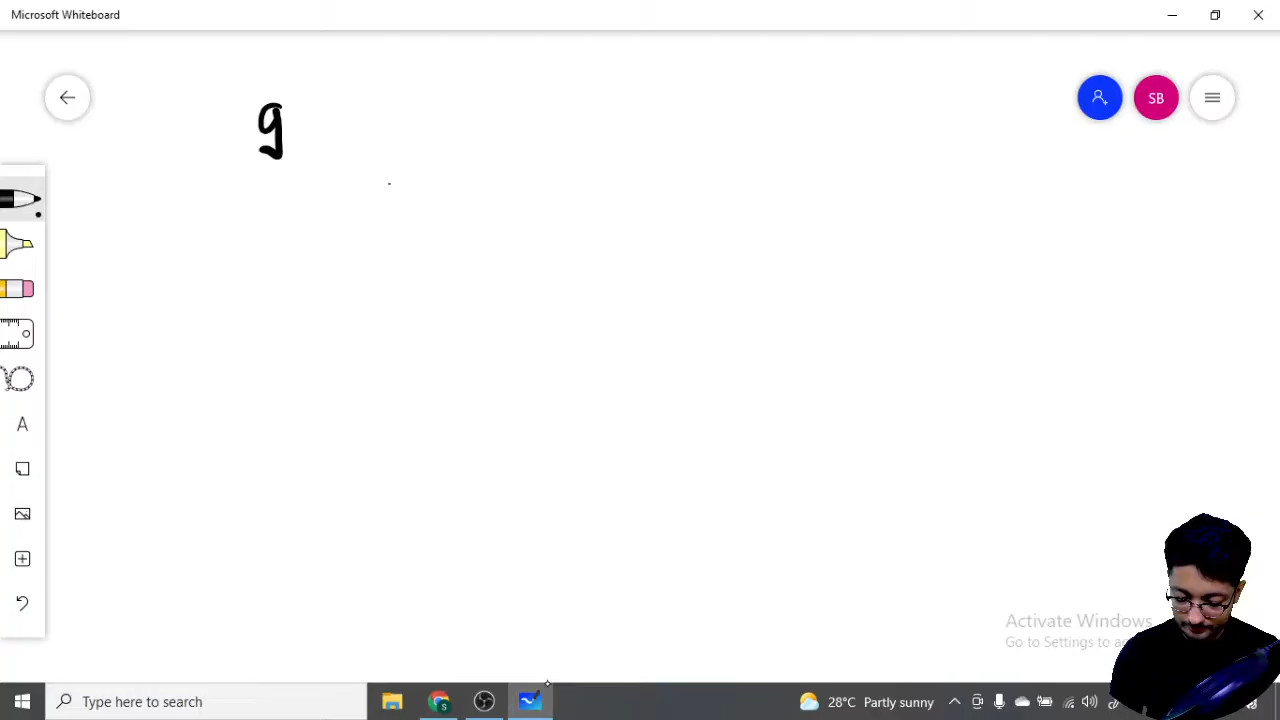 Microsoft Whiteboard
SB
9
A
Activate Windows
Go to Settings to
Type here to search
28°C Partly sunny